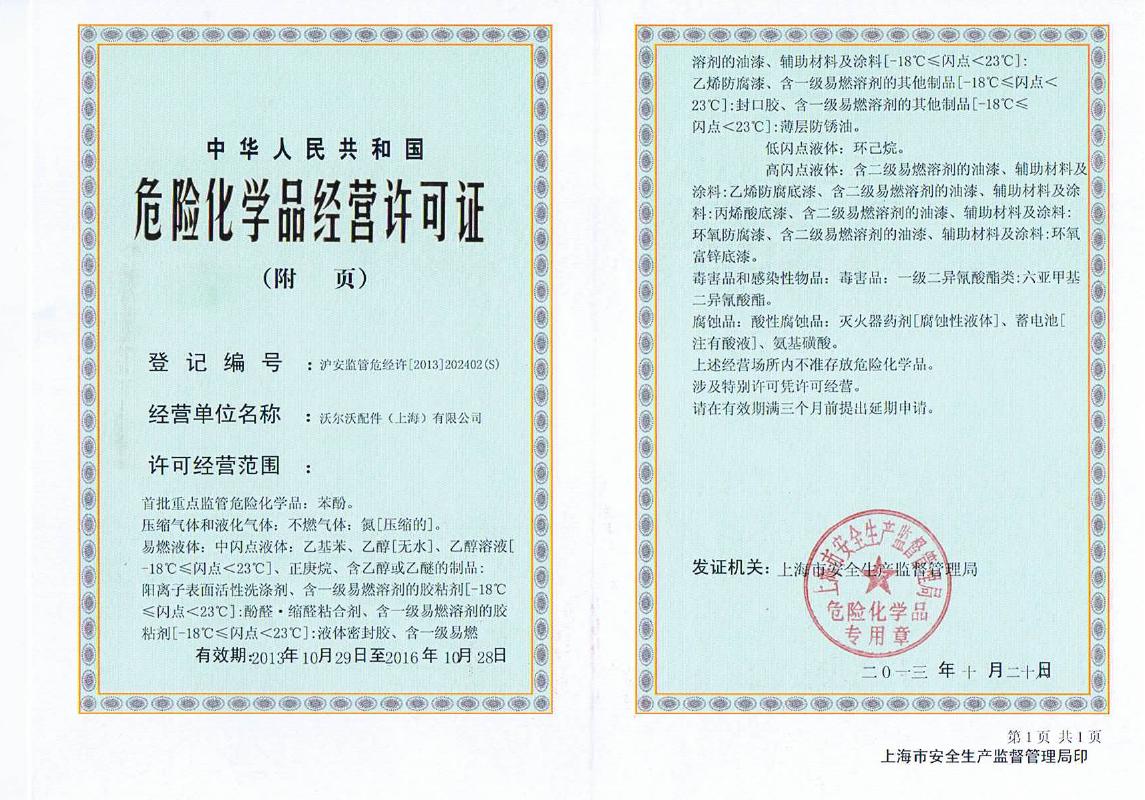 中华人民共和国
危险化学品经营许可证
（附 页）
登记编号：沪安监管危经许[2013]202402(S)
经营单位名称：沃尔沃配件（上海）有限公司
许可经营范围：
首批重点监管危险化学品：苯酚。
压缩气体和液化气体：不燃气体：氮[压缩的]。
易燃液体：中闪点液体：乙基苯、乙醇[无水]、乙醇溶液[
-18℃≤闪点＜23℃]、正庚烷、含乙醇或乙醚的制品：
阳离子表面活性洗涤剂、含一级易燃溶剂的胶粘剂[-18℃
≤闪点＜23℃]:酚醛·缩醛粘合剂、含一级易燃溶剂的胶
粘剂[-18℃≤闪点＜23℃]:液体密封胶、含一级易燃
有效期:2013年10月29日至2016年10月28日
溶剂的油漆、辅助材料及涂料[-18℃≤闪点＜23℃]:
乙烯防腐漆、含一级易燃溶剂的其他制品[-18℃≤闪点＜
23℃]:封口胶、含一级易燃溶剂的其他制品[-18℃≤
闪点＜23℃]:薄层防锈油。
低闪点液体：环己烷。
高闪点液体：含二级易燃溶剂的油漆、辅助材料及
涂料:乙烯防腐底漆、含二级易燃溶剂的油漆、辅助材料及涂
料:丙烯酸底漆、含二级易燃溶剂的油漆、辅助材料及涂料:
环氧防腐漆、含二级易燃溶剂的油漆、辅助材料及涂料:环氧
富锌底漆。
毒害品和感染性物品：毒害品：一级二异氰酸酯类:六亚甲基
二异氰酸酯。
腐蚀品：酸性腐蚀品：灭火器药剂[腐蚀性液体]、蓄电池[
注有酸液]、氨基磺酸。
上述经营场所内不准存放危险化学品。
涉及特别许可凭许可经营。
请在有效期满三个月前提出延期申请。
发证机关：上海市安全生产监督管理局
上海市安全生产监督管理局
危险化学品
专用章
二〇一三年十月二十八日
第1页 共1页
上海市安全生产监督管理局印